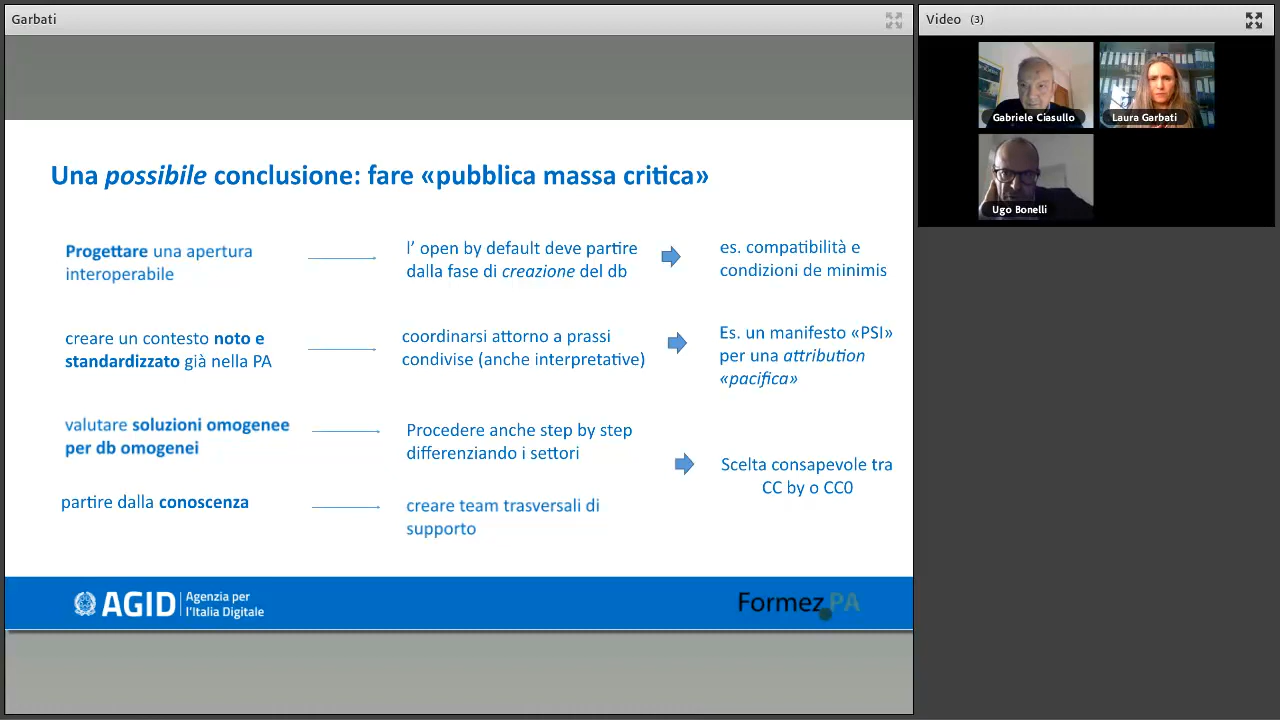 Garbati
Video (3)
Gabriele Ciasullo
Laura Garbati
Ugo Bonelli
Una possibile conclusione: fare «pubblica massa critica»
Progettare una apertura
interoperabile
l’ open by default deve partire
dalla fase di creazione del db
es. compatibilità e
condizioni de minimis
creare un contesto noto e
standardizzato già nella PA
coordinarsi attorno a prassi
condivise (anche interpretative)
Es. un manifesto «PSI»
per una attribution
«pacifica»
valutare soluzioni omogenee
per db omogenei
Procedere anche step by step
differenziando i settori
Scelta consapevole tra
CC by o CC0
partire dalla conoscenza
creare team trasversali di
supporto
AGID
Agenzia per
l’Italia Digitale
Formez PA